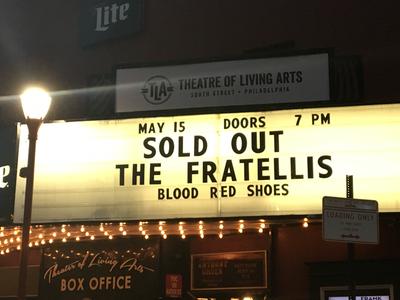 Lite
TLA
THEATRE OF LIVING ARTS
SOUTH STREET • PHILADELPHIA
MAY 15 DOORS 7 PM
SOLD OUT
THE FRATELLIS
BLOOD RED SHOES
Theatre of Living Arts
BOX OFFICE
LOADING ONLY